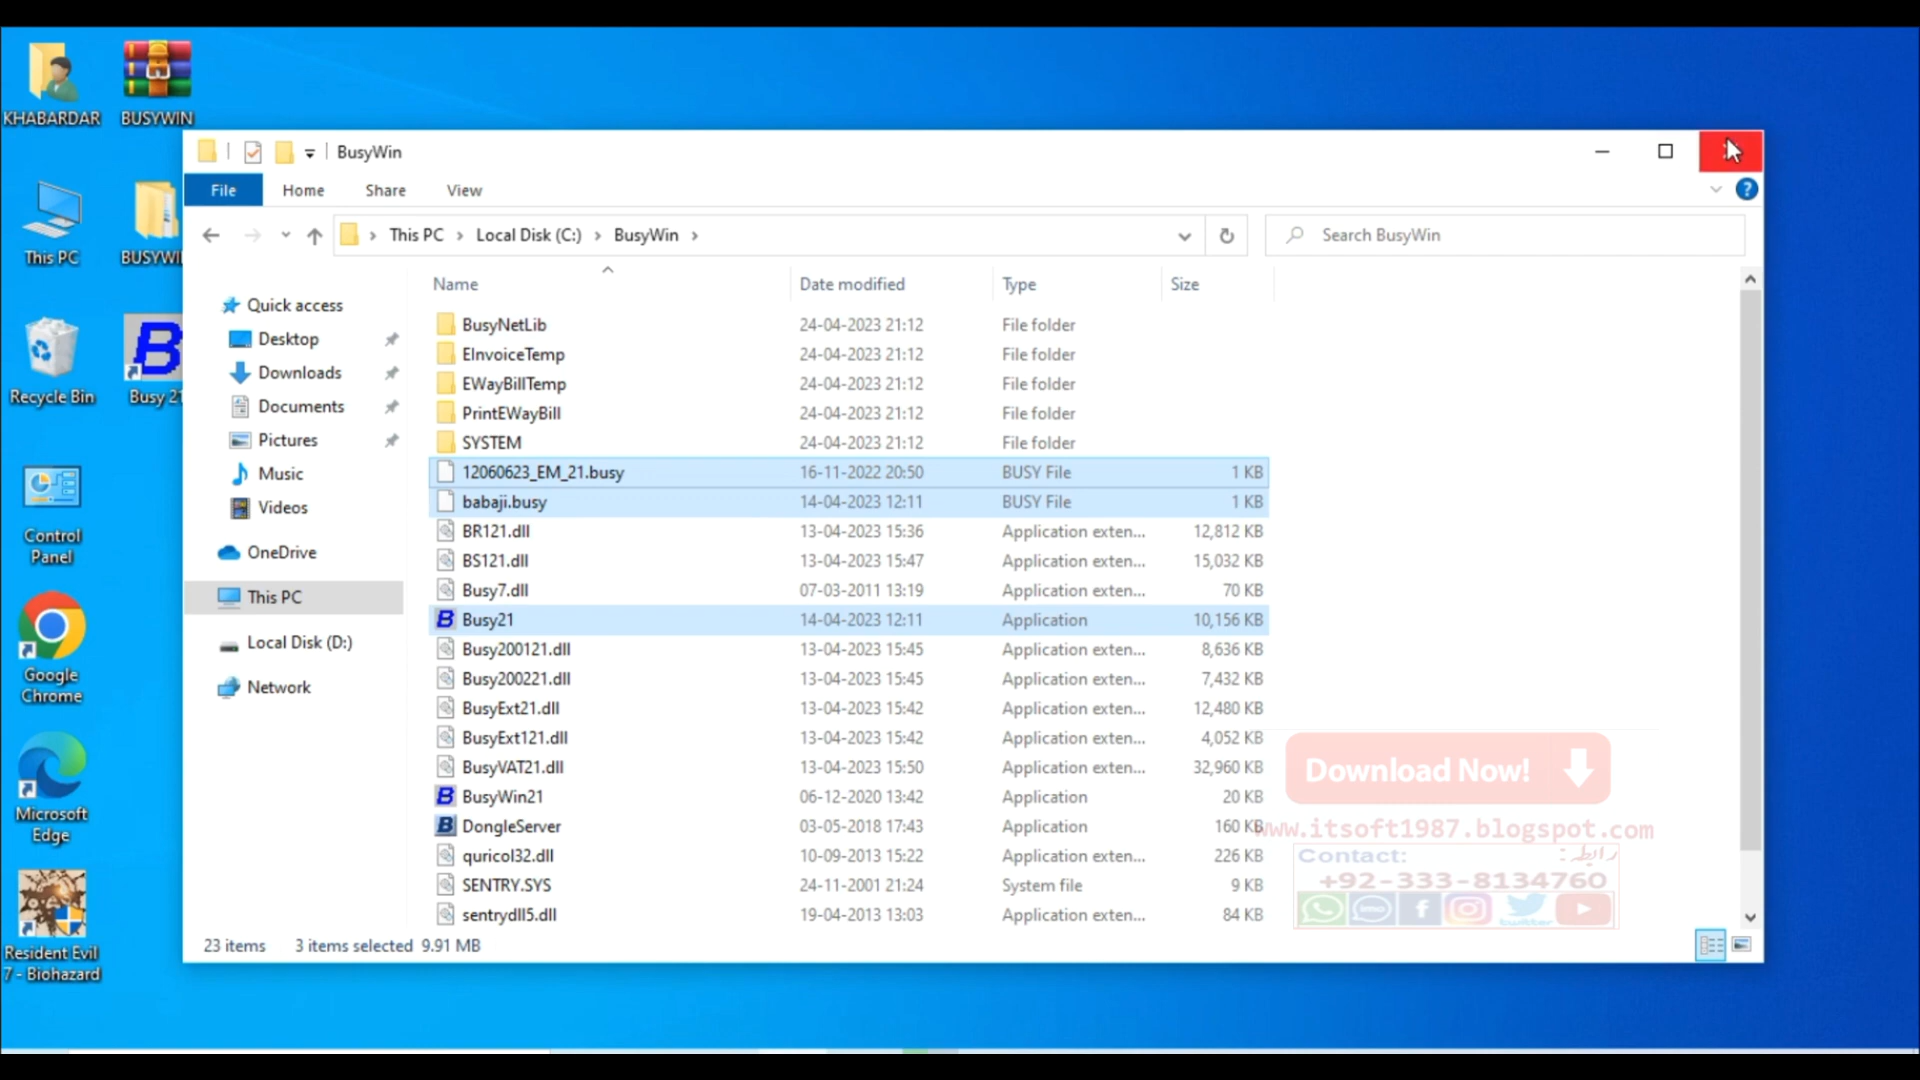 KHABARDAR
BUSYWIN
This PC
BUSYWI
Recycle Bin
Busy 21
Control
Panel
Google
Chrome
Microsoft
Edge
Resident Evil
7 - Biohazard
BusyWin
File Home Share View
This PC > Local Disk (C:) > BusyWin >
Search BusyWin
Quick access
Desktop
Downloads
Documents
Pictures
Music
Videos
OneDrive
This PC
Local Disk (D:)
Network
Name Date modified Type Size
BusyNetLib 24-04-2023 21:12 File folder
EInvoiceTemp 24-04-2023 21:12 File folder
EWayBillTemp 24-04-2023 21:12 File folder
PrintEWayBill 24-04-2023 21:12 File folder
SYSTEM 24-04-2023 21:12 File folder
12060623_EM_21.busy 16-11-2022 20:50 BUSY File 1 KB
babaji.busy 14-04-2023 12:11 BUSY File 1 KB
BR121.dll 13-04-2023 15:36 Application exten... 12,812 KB
BS121.dll 13-04-2023 15:47 Application exten... 15,032 KB
Busy7.dll 07-03-2011 13:19 Application exten... 70 KB
Busy21 14-04-2023 12:11 Application 10,156 KB
Busy200121.dll 13-04-2023 15:45 Application exten... 8,636 KB
Busy200221.dll 13-04-2023 15:45 Application exten... 7,432 KB
BusyExt21.dll 13-04-2023 15:42 Application exten... 12,480 KB
BusyExt121.dll 13-04-2023 15:42 Application exten... 4,052 KB
BusyVAT21.dll 13-04-2023 15:50 Application exten... 32,960 KB
BusyWin21 06-12-2020 13:42 Application 20 KB
DongleServer 03-05-2018 17:43 Application 160 KB
quricol32.dll 10-09-2013 15:22 Application exten... 226 KB
SENTRY.SYS 24-11-2001 21:24 System file 9 KB
sentrydll5.dll 19-04-2013 13:03 Application exten... 84 KB
Download Now!
www.itsoft1987.blogspot.com
Contact: رابطہ:
+92-333-8134760
imo
twitter
23 items 3 items selected 9.91 MB